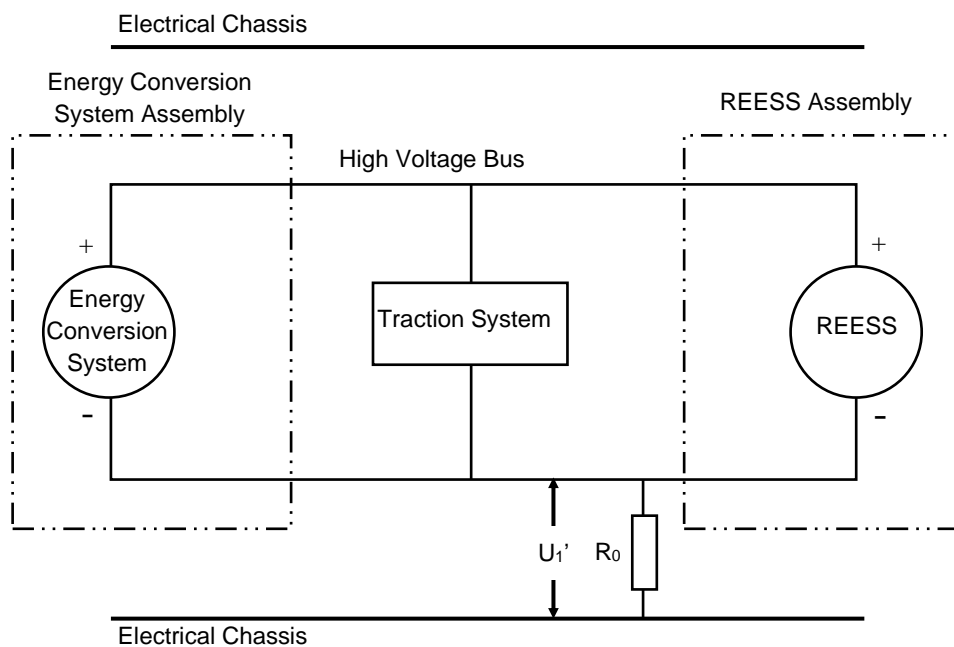 Electrical Chassis
Energy Conversion
System Assembly
REESS Assembly
High Voltage Bus
+
+
Energy
Conversion
System
Traction System
REESS
-
-
U₁’
R₀
Electrical Chassis